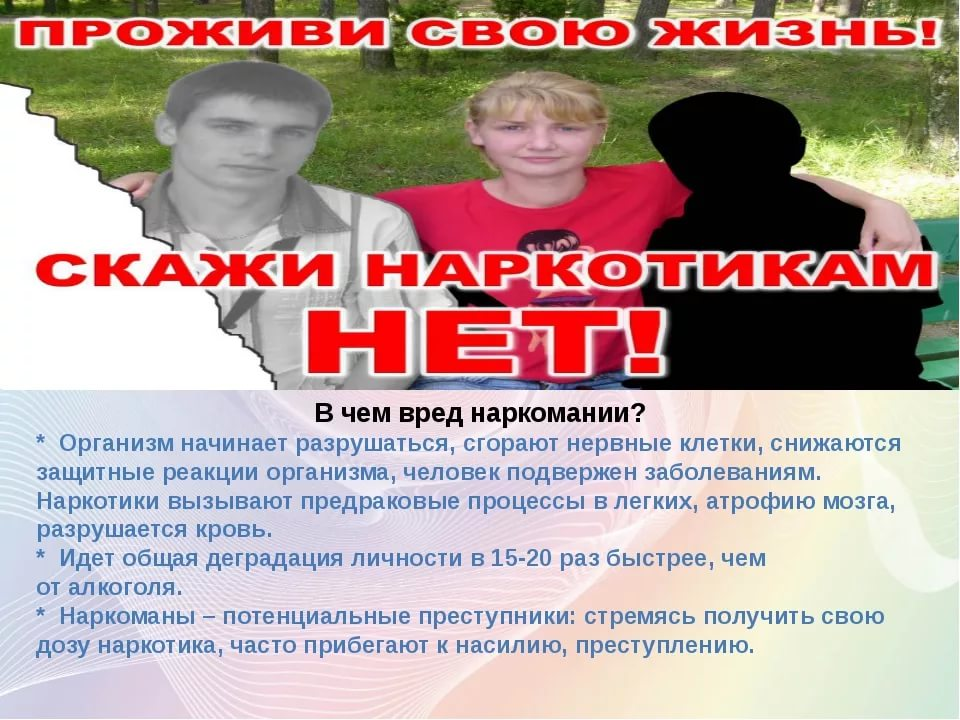 ПРОЖИВИ СВОЮ ЖИЗНЬ!
СКАЖИ НАРКОТИКАМ
НЕТ!
В чем вред наркомании?
* Организм начинает разрушаться, сгорают нервные клетки, снижаются
защитные реакции организма, человек подвержен заболеваниям.
Наркотики вызывают предраковые процессы в легких, атрофию мозга,
разрушается кровь.
* Идет общая деградация личности в 15-20 раз быстрее, чем
от алкоголя.
* Наркоманы – потенциальные преступники: стремясь получить свою
дозу наркотика, часто прибегают к насилию, преступлению.